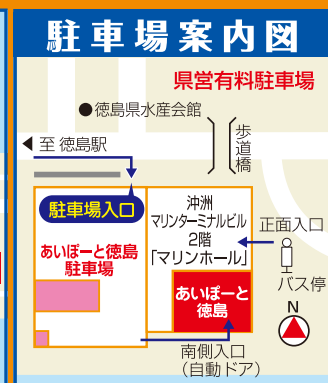 駐車場案内図
県営有料駐車場
●徳島県水産会館
◀至 徳島駅
歩道橋
駐車場入口
あいぽーと徳島
駐車場
沖洲
マリンターミナルビル
2階
「マリンホール」
正面入口
バス停
あいぽーと
徳島
N
南側入口
(自動ドア)